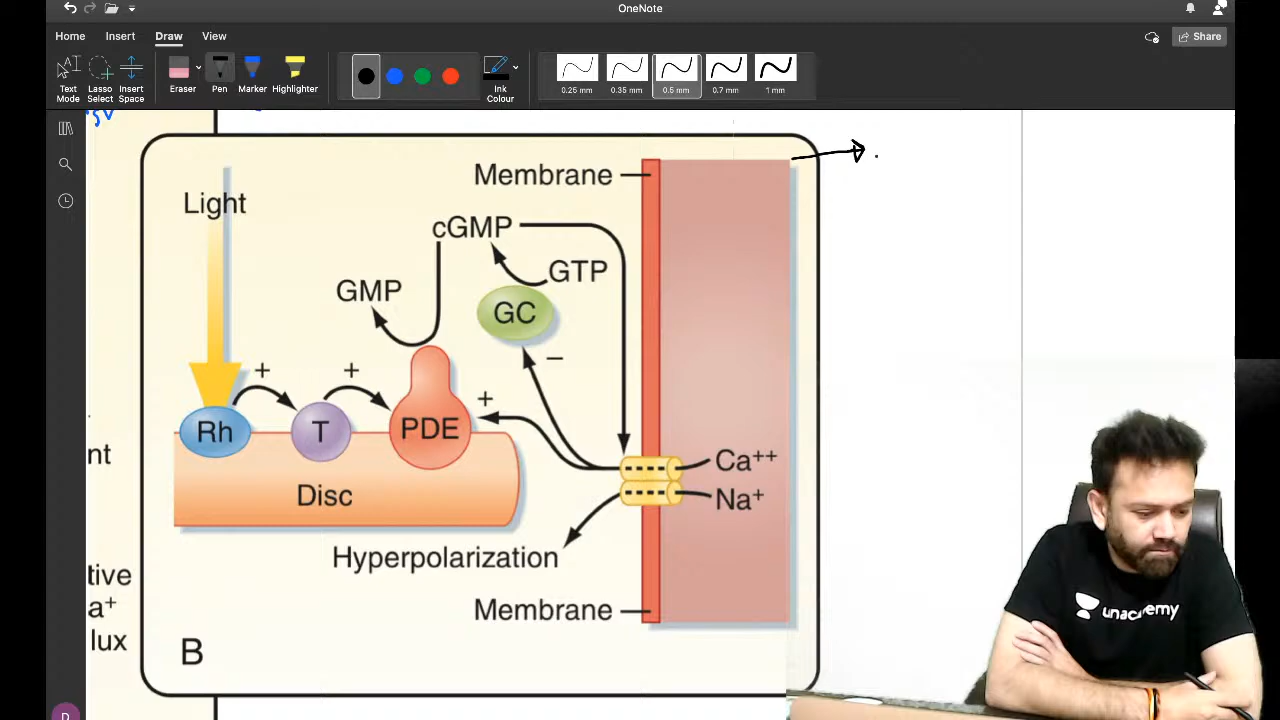 OneNote
Home Insert Draw View
Share
Text Mode
Lasso Select
Insert Space
Eraser
Pen
Marker
Highlighter
Ink Colour
0.25 mm
0.35 mm
0.5 mm
0.7 mm
1 mm
Membrane
Light
cGMP
GTP
GMP
GC
–
+ +
+
Rh
T
PDE
Ca++
Disc
Na+
Hyperpolarization
Membrane
B
nt
tive
a+
lux
unacademy
D